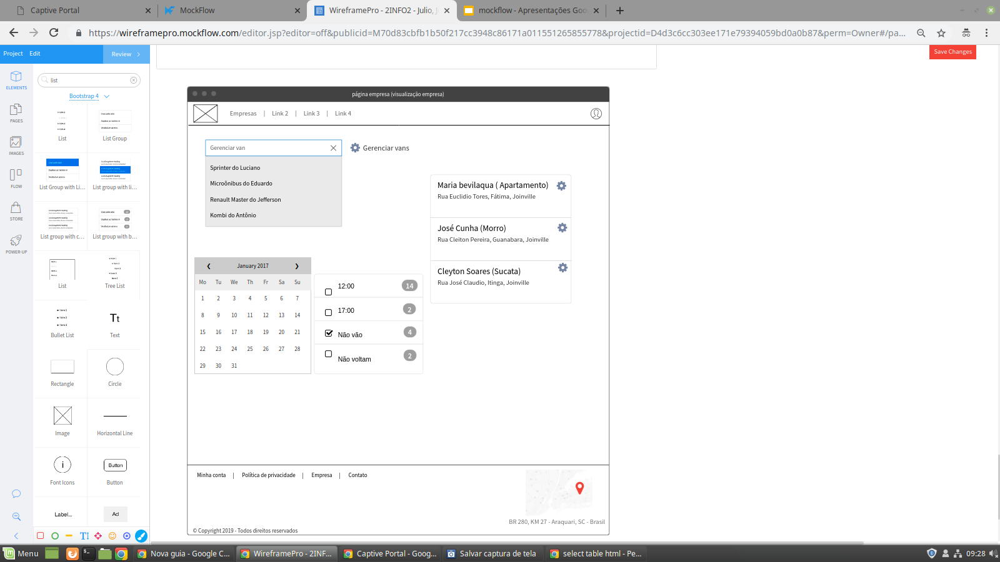 Captive Portal
MockFlow
WireframePro - 2INFO2 - Julio, J
mockflow - Apresentações Goo
https://wireframepro.mockflow.com/editor.jsp?editor=off&publicid=M70d83cbfb1b50f217cc3948c86171a011551265855778&projectid=D4d3c6cc303ee171e79394059bd0a0b87&perm=Owner#/pa...
Project Edit
Review
Save Changes
list
Bootstrap 4
ELEMENTS
PAGES
IMAGES
FLOW
STORE
POWER-UP
List
List Group
List Group with Li...
List group with li...
List group with c...
List group with b...
List
Tree List
Bullet List
Tt
Text
Rectangle
Circle
Image
Horizontal Line
i
Font Icons
Button
Button
Label...
Ad
página empresa (visualização empresa)
Empresas | Link 2 | Link 3 | Link 4
Gerenciar van
Gerenciar vans
Sprinter do Luciano
Microônibus do Eduardo
Renault Master do Jefferson
Kombi do Antônio
Maria bevilaqua ( Apartamento)
Rua Euclidio Tores, Fátima, Joinville
José Cunha (Morro)
Rua Cleiton Pereira, Guanabara, Joinville
Cleyton Soares (Sucata)
Rua José Claudio, Itinga, Joinville
January 2017
Mo Tu We Th Fr Sa Su
1 2 3 4 5 6 7
8 9 10 11 12 13 14
15 16 17 18 19 20 21
22 23 24 25 26 27 28
29 30 31
12:00 14
17:00 2
Não vão 4
Não voltam 2
Minha conta | Política de privacidade | Empresa | Contato
BR 280, KM 27 - Araquari, SC - Brasil
© Copyright 2019 - Todos direitos reservados
Menu
Nova guia - Google C...
WireframePro - 2INF...
Captive Portal - Goog...
Salvar captura de tela
select table html - Pe...
09:28